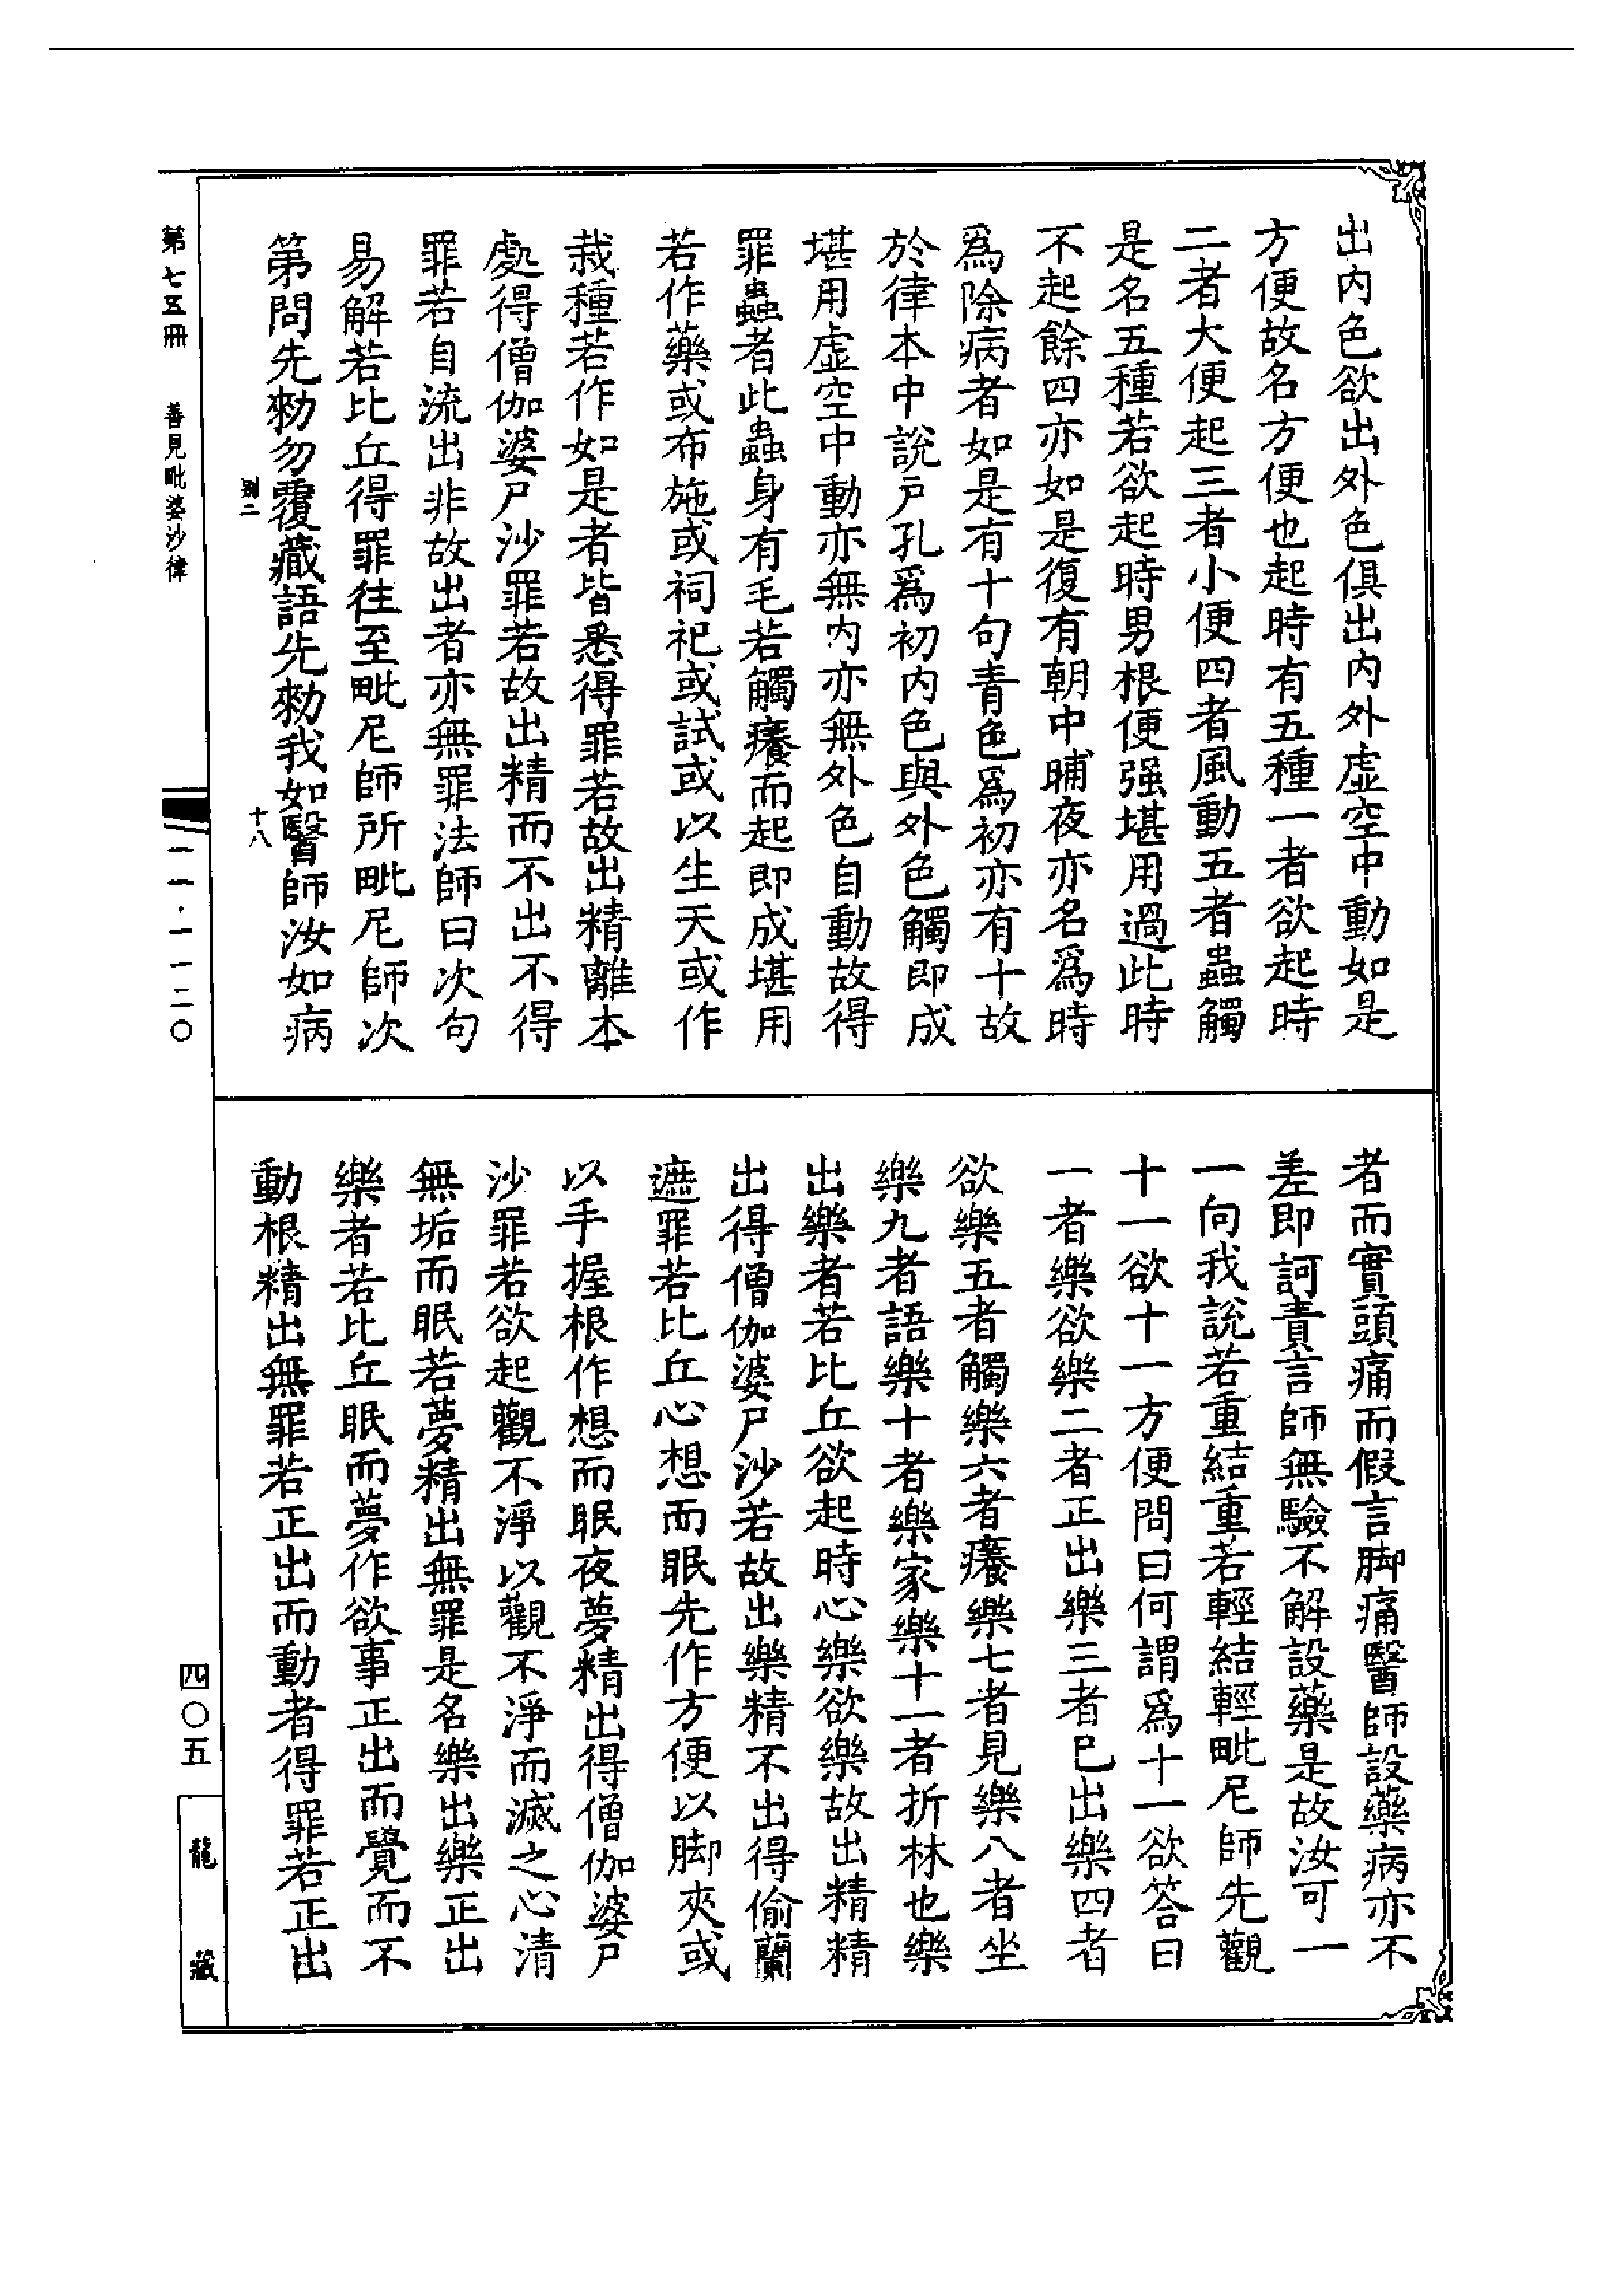 出内色欲出外色俱出内外虛空中動如是
方便故名方便也起時有五種一者欲起時
二者大便起三者小便四者風動五者蟲觸
是名五種若欲起時男根便强堪用過此時
不起餘四亦如是復有朝中晡夜亦名爲時
爲除病者如是有十句青色爲初亦有十故
於律本中說户孔爲初内色與外色觸即成
堪用虛空中動亦無内亦無外色自動故得
罪蟲者此蟲身有毛若觸癢而起即成堪用
若作藥或布施或祠祀或試或以生天或作
栽種若作如是者皆悉得罪若故出精離本
處得僧伽婆尸沙罪若故出精而不出不得
罪若自流出非故出者亦無罪法師曰次句
易解若比丘得罪往至毗尼師所毗尼師次
第問先勑勿覆藏語先勑我如醫師汝如病
者而實頭痛而假言脚痛醫師設藥病亦不
差即訶責言師無驗不解設藥是故汝可一
一向我說若重結重若輕結輕毗尼師先觀
十一欲十一方便問曰何謂爲十一欲答曰
一者樂欲樂二者正出樂三者巳出樂四者
欲樂五者觸樂六者癢樂七者見樂八者坐
樂九者語樂十者樂家樂十一者折林也樂
出樂者若比丘欲起時心樂欲樂故出精精
出得僧伽婆尸沙若故出樂精不出得偷蘭
遮罪若比丘心想而眠先作方便以脚夾或
以手握根作想而眠夜夢精出得僧伽婆尸
沙罪若欲起觀不淨以觀不淨而滅之心清
無垢而眠若夢精出無罪是名樂出樂正出
樂者若比丘眠而夢作欲事正出而覺而不
動根精出無罪若正出而動者得罪若正出
別二
十八
第七五冊 善見毗婆沙律
一一·一一二〇
四〇五
龍藏